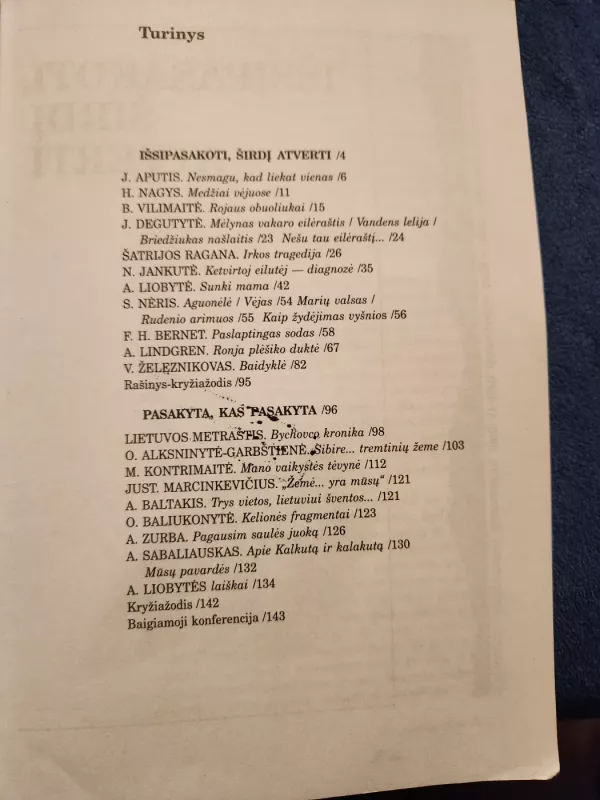 Turinys
IŠSIPASAKOTI, ŠIRDĮ ATVERTI /4
J. APUTIS. Nesmagu, kad liekat vienas /6
H. NAGYS. Medžiai vėjuose /11
B. VILIMAITĖ. Rojaus obuoliukai /15
J. DEGUTYTĖ. Mėlynas vakaro eilėraštis / Vandens lelija /
Briedžiukas našlaitis /23 Nešu tau eilėraštį... /24
ŠATRIJOS RAGANA. Irkos tragedija /26
N. JANKUTĖ. Ketvirtoj eilutėj — diagnozė /35
A. LIOBYTĖ. Sunki mama /42
S. NĖRIS. Aguonėlė / Vėjas /54 Marių valsas /
Rudenio arimuos /55 Kaip žydėjimas vyšnios /56
F. H. BERNET. Paslaptingas sodas /58
A. LINDGREN. Ronja plėšiko duktė /67
V. ŽELEZNIKOVAS. Baidyklė /82
Rašinys-kryžiažodis /95
PASAKYTA, KAS PASAKYTA /96
LIETUVOS METRAŠTIS. Bychovco kronika /98
O. ALKSNINYTĖ-GARBŠTIENĖ. Sibire... tremtinių žeme /103
M. KONTRIMAITĖ. Mano vaikystės tėvynė /112
JUST. MARCINKEVIČIUS. „Žemė... yra mūsų“ /121
A. BALTAKIS. Trys vietos, lietuviui šventos... /121
O. BALIUKONYTĖ. Kelionės fragmentai /123
A. ZURBA. Pagausim saulės juoką /126
A. SABALIAUSKAS. Apie Kalkutą ir kalakutą /130
Mūsų pavardės /132
A. LIOBYTĖS laiškai /134
Kryžiažodis /142
Baigiamoji konferencija /143